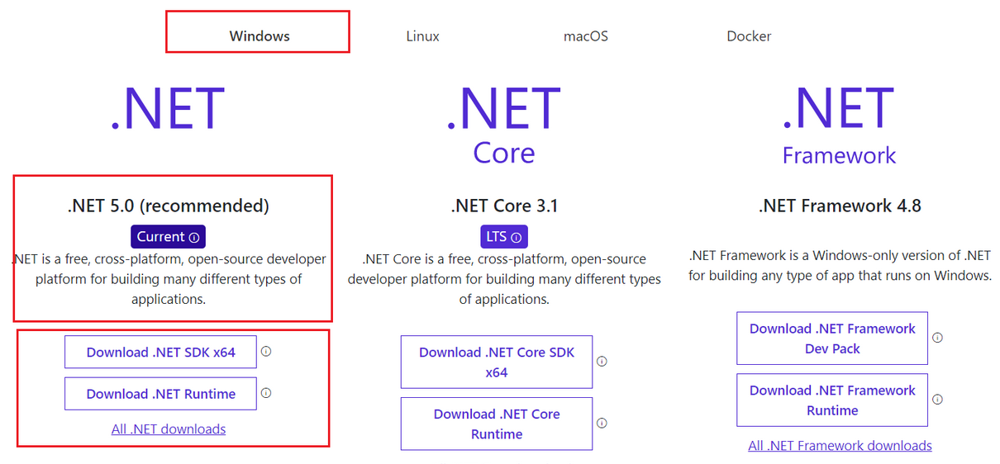 Windows
Linux
macOS
Docker
.NET
.NET 5.0 (recommended)
Current
.NET is a free, cross-platform, open-source developer
platform for building many different types of
applications.
Download .NET SDK x64
Download .NET Runtime
All .NET downloads
.NET
Core
.NET Core 3.1
LTS
.NET Core is a free, cross-platform, open-source
developer platform for building many different types
of applications.
Download .NET Core SDK
x64
Download .NET Core
Runtime
.NET
Framework
.NET Framework 4.8
.NET Framework is a Windows-only version of .NET
for building any type of app that runs on Windows.
Download .NET Framework
Dev Pack
Download .NET Framework
Runtime
All .NET Framework downloads